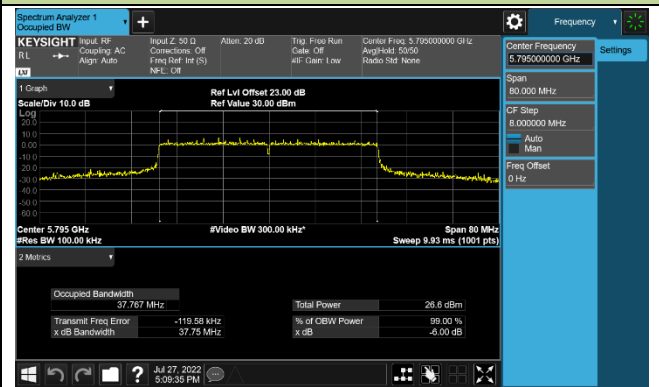 Spectrum Analyzer 1
Occupied BW
+
Frequency
KEYSIGHT
RL
LXI
Input: RF
Coupling: AC
Align: Auto
Input Z: 50 Ω
Corrections: Off
Freq Ref: Int (S)
NFE: Off
Atten: 20 dB
Trig: Free Run
Gate: Off
#IF Gain: Low
Center Freq: 5.795000000 GHz
Avg|Hold: 50/50
Radio Std: None
Center Frequency
5.795000000 GHz
Settings
Span
80.000 MHz
CF Step
8.000000 MHz
Auto
Man
Freq Offset
0 Hz
1 Graph
Scale/Div 10.0 dB
Ref Lvl Offset 23.00 dB
Ref Value 30.00 dBm
Log
20.0
10.0
0.00
-10.0
-20.0
-30.0
-40.0
-50.0
-60.0
Center 5.795 GHz
#Video BW 300.00 kHz*
Span 80 MHz
#Res BW 100.00 kHz
Sweep 9.93 ms (1001 pts)
2 Metrics
Occupied Bandwidth
37.767 MHz
Total Power
26.6 dBm
Transmit Freq Error
-119.58 kHz
% of OBW Power
99.00 %
x dB Bandwidth
37.75 MHz
x dB
-6.00 dB
?
Jul 27, 2022
5:09:35 PM